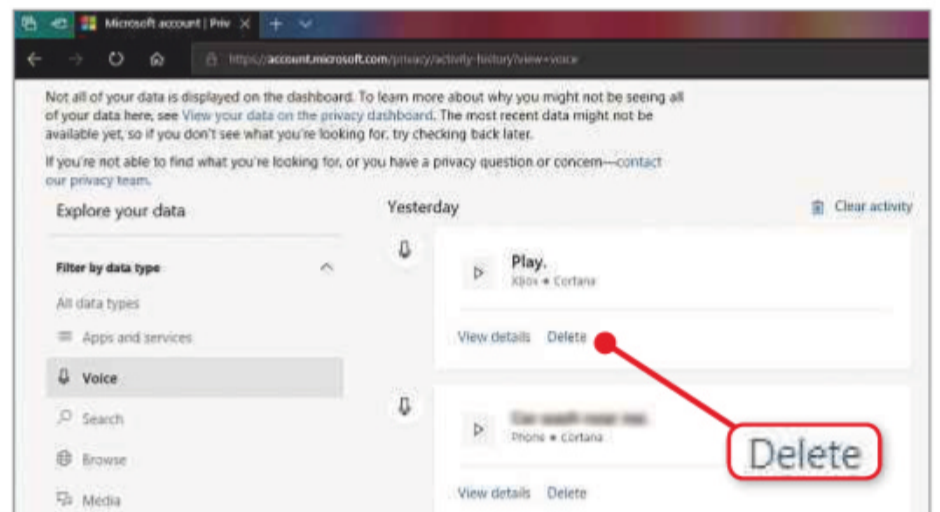 Microsoft account | Priv
https://account.microsoft.com/privacy/activity-history?view=voice
Not all of your data is displayed on the dashboard. To learn more about why you might not be seeing all
of your data here, see View your data on the privacy dashboard. The most recent data might not be
available yet, so if you don't see what you're looking for, try checking back later.
If you're not able to find what you're looking for, or you have a privacy question or concern—contact
our privacy team.
Explore your data
Yesterday
Clear activity
Filter by data type
All data types
Apps and services
Voice
Search
Browse
Media
Play.
Xbox • Cortana
View details Delete
Phone • Cortana
View details Delete
Delete